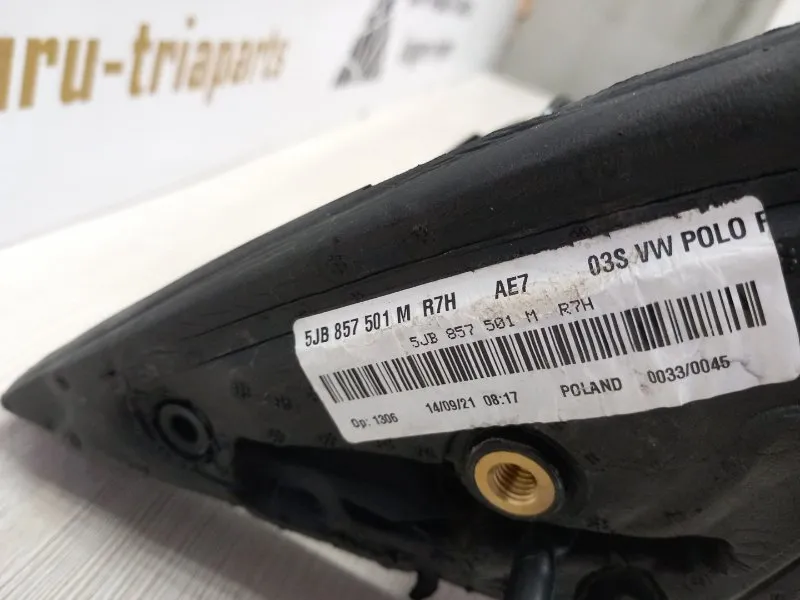 ru-triaparts
5JB 857 501 M R7H AE7 03S VW POLO
5JB 857 501 M R7H
Op: 1306 14/09/21 08:17 POLAND 0033/0045